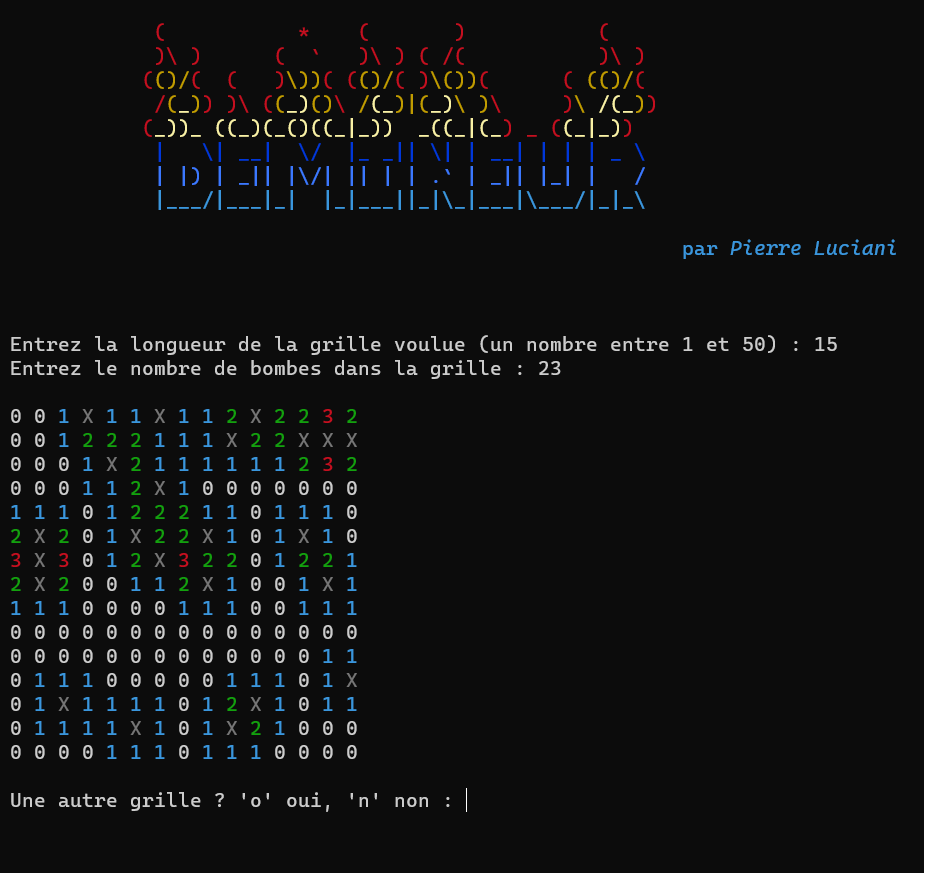 DEMINEUR
par Pierre Luciani
Entrez la longueur de la grille voulue (un nombre entre 1 et 50) : 15
Entrez le nombre de bombes dans la grille : 23
0 0 1 X 1 1 X 1 1 2 X 2 2 3 2
0 0 1 2 2 2 1 1 1 X 2 2 X X X
0 0 0 1 X 2 1 1 1 1 1 1 2 3 2
0 0 0 1 1 2 X 1 0 0 0 0 0 0 0
1 1 1 0 1 2 2 2 1 1 0 1 1 1 0
2 X 2 0 1 X 2 2 X 1 0 1 X 1 0
3 X 3 0 1 2 X 3 2 2 0 1 2 2 1
2 X 2 0 0 1 1 2 X 1 0 0 1 X 1
1 1 1 0 0 0 0 1 1 1 0 0 1 1 1
0 0 0 0 0 0 0 0 0 0 0 0 0 0 0
0 0 0 0 0 0 0 0 0 0 0 0 0 1 1
0 1 1 1 0 0 0 0 0 1 1 1 0 1 X
0 1 X 1 1 1 1 0 1 2 X 1 0 1 1
0 1 1 1 1 X 1 0 1 X 2 1 0 0 0
0 0 0 0 1 1 1 0 1 1 1 0 0 0 0
Une autre grille ? 'o' oui, 'n' non :